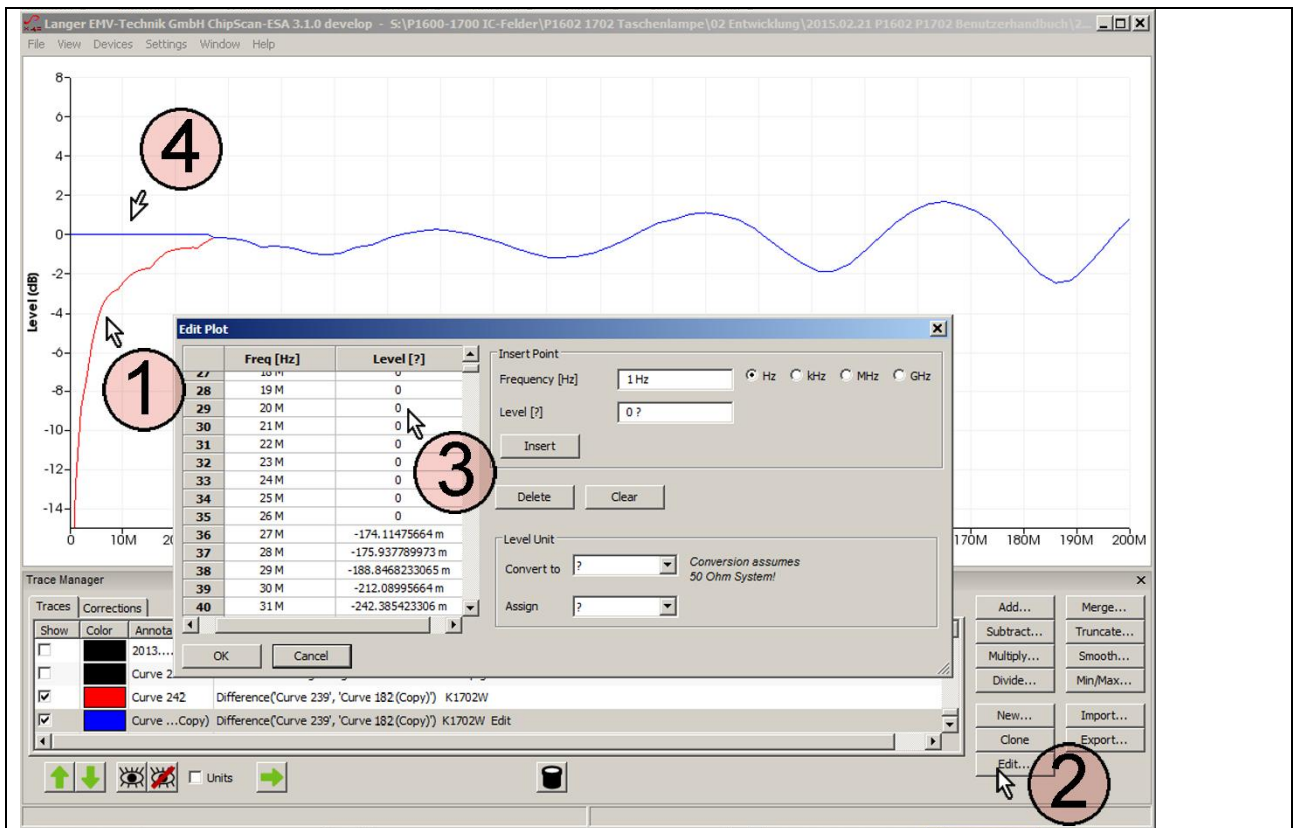 Langer EMV-Technik GmbH ChipScan-ESA 3.1.0 develop - S:\P1600-1700 IC-Felder\P1602 1702 Taschenlampe\02 Entwicklung\2015.02.21 P1602 P1702 Benutzerhandbuch\2...
File View Devices Settings Window Help
8
6
4
2
0
-2
-4
-6
-8
-10
-12
-14
Level (dB)
4
1
0 10M 170M 180M 190M 200M
Edit Plot
Freq [Hz] Level [?]
27 18 M 0
28 19 M 0
29 20 M 0
30 21 M 0
31 22 M 0
32 23 M 0
33 24 M 0
34 25 M 0
35 26 M 0
36 27 M -174.11475664 m
37 28 M -175.937789973 m
38 29 M -188.8468233065 m
39 30 M -212.08995664 m
40 31 M -242.385423306 m
3
OK Cancel
Insert Point
Frequency [Hz] 1 Hz Hz kHz MHz GHz
Level [?] 0 ?
Insert
Delete Clear
Level Unit
Convert to ? Conversion assumes
50 Ohm System!
Assign ?
Trace Manager
Traces Corrections
Show Color Annota
2013....
Curve 2
Curve 242 Difference('Curve 239', 'Curve 182 (Copy)') K1702W
Curve ...Copy) Difference('Curve 239', 'Curve 182 (Copy)') K1702W Edit
Units
Add... Merge...
Subtract... Truncate...
Multiply... Smooth...
Divide... Min/Max...
New... Import...
Clone Export...
Edit...
2